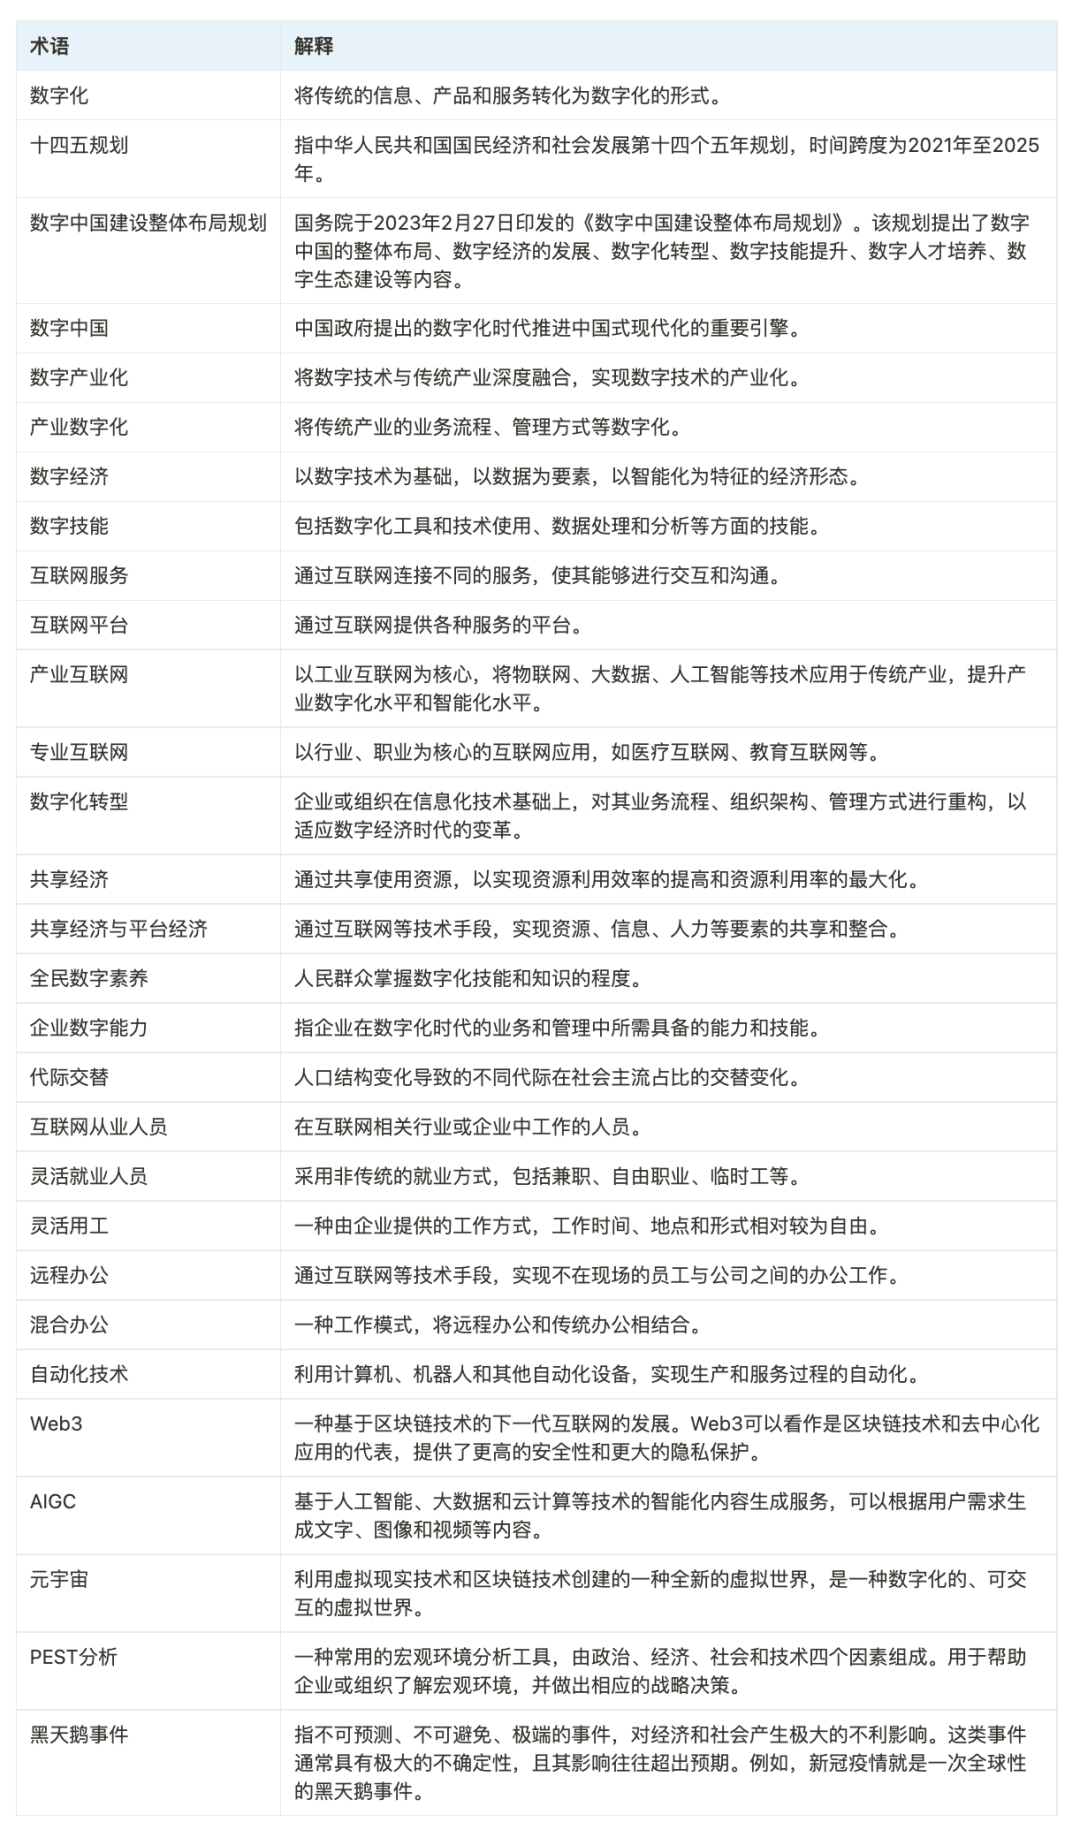 术语 解释
数字化 将传统的信息、产品和服务转化为数字化的形式。
十四五规划 指中华人民共和国国民经济和社会发展第十四个五年规划，时间跨度为2021年至2025
年。
数字中国建设整体布局规划 国务院于2023年2月27日印发的《数字中国建设整体布局规划》。该规划提出了数字
中国的整体布局、数字经济的发展、数字化转型、数字技能提升、数字人才培养、数
字生态建设等内容。
数字中国 中国政府提出的数字化时代推进中国式现代化的重要引擎。
数字产业化 将数字技术与传统产业深度融合，实现数字技术的产业化。
产业数字化 将传统产业的业务流程、管理方式等数字化。
数字经济 以数字技术为基础，以数据为要素，以智能化为特征的经济形态。
数字技能 包括数字化工具和技术使用、数据处理和分析等方面的技能。
互联网服务 通过互联网连接不同的服务，使其能够进行交互和沟通。
互联网平台 通过互联网提供各种服务的平台。
产业互联网 以工业互联网为核心，将物联网、大数据、人工智能等技术应用于传统产业，提升产
业数字化水平和智能化水平。
专业互联网 以行业、职业为核心的互联网应用，如医疗互联网、教育互联网等。
数字化转型 企业或组织在信息化技术基础上，对其业务流程、组织架构、管理方式进行重构，以
适应数字经济时代的变革。
共享经济 通过共享使用资源，以实现资源利用效率的提高和资源利用率的最大化。
共享经济与平台经济 通过互联网等技术手段，实现资源、信息、人力等要素的共享和整合。
全民数字素养 人民群众掌握数字化技能和知识的程度。
企业数字能力 指企业在数字化时代的业务和管理中所需具备的能力和技能。
代际交替 人口结构变化导致的不同代际在社会主流占比的交替变化。
互联网从业人员 在互联网相关行业或企业中工作的人员。
灵活就业人员 采用非传统的就业方式，包括兼职、自由职业、临时工等。
灵活用工 一种由企业提供的工作方式，工作时间、地点和形式相对较为自由。
远程办公 通过互联网等技术手段，实现不在现场的员工与公司之间的办公工作。
混合办公 一种工作模式，将远程办公和传统办公相结合。
自动化技术 利用计算机、机器人和其他自动化设备，实现生产和服务过程的自动化。
Web3 一种基于区块链技术的下一代互联网的发展。Web3可以看作是区块链技术和去中心化
应用的代表，提供了更高的安全性和更大的隐私保护。
AIGC 基于人工智能、大数据和云计算等技术的智能化内容生成服务，可以根据用户需求生
成文字、图像和视频等内容。
元宇宙 利用虚拟现实技术和区块链技术创建的一种全新的虚拟世界，是一种数字化的、可交
互的虚拟世界。
PEST分析 一种常用的宏观环境分析工具，由政治、经济、社会和技术四个因素组成。用于帮助
企业或组织了解宏观环境，并做出相应的战略决策。
黑天鹅事件 指不可预测、不可避免、极端的事件，对经济和社会产生极大的不利影响。这类事件
通常具有极大的不确定性，且其影响往往超出预期。例如，新冠疫情就是一次全球性
的黑天鹅事件。